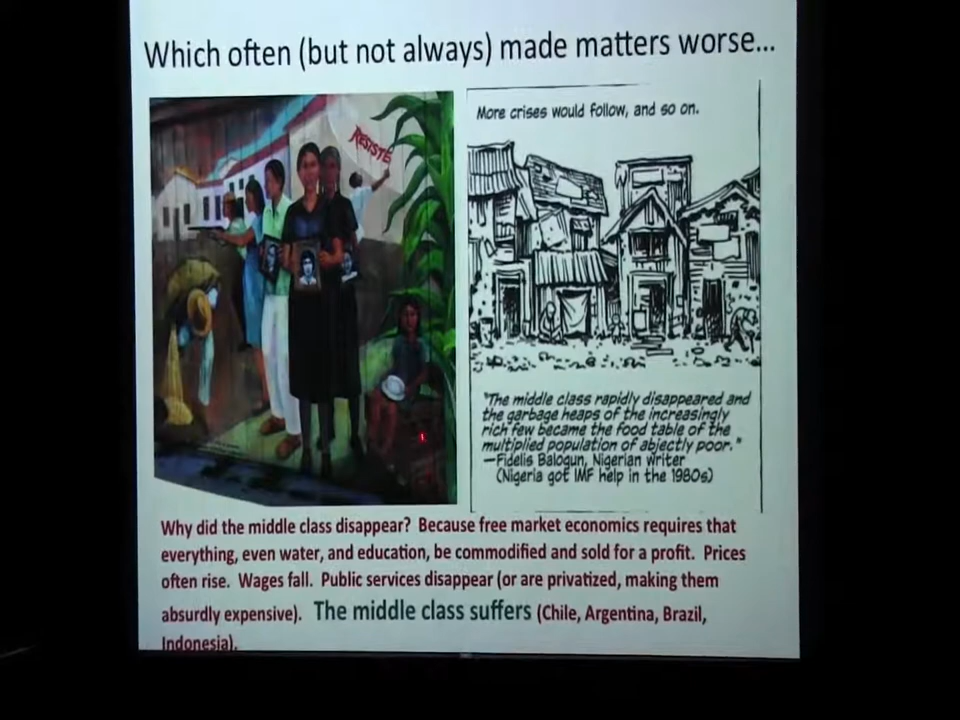 Which often (but not always) made matters worse...
RESISTE
More crises would follow, and so on.
"The middle class rapidly disappeared and
the garbage heaps of the increasingly
rich few became the food table of the
multiplied population of abjectly poor."
—Fidelis Balogun, Nigerian writer
(Nigeria got IMF help in the 1980s)
Why did the middle class disappear? Because free market economics requires that
everything, even water, and education, be commodified and sold for a profit. Prices
often rise. Wages fall. Public services disappear (or are privatized, making them
absurdly expensive). The middle class suffers (Chile, Argentina, Brazil,
Indonesia).